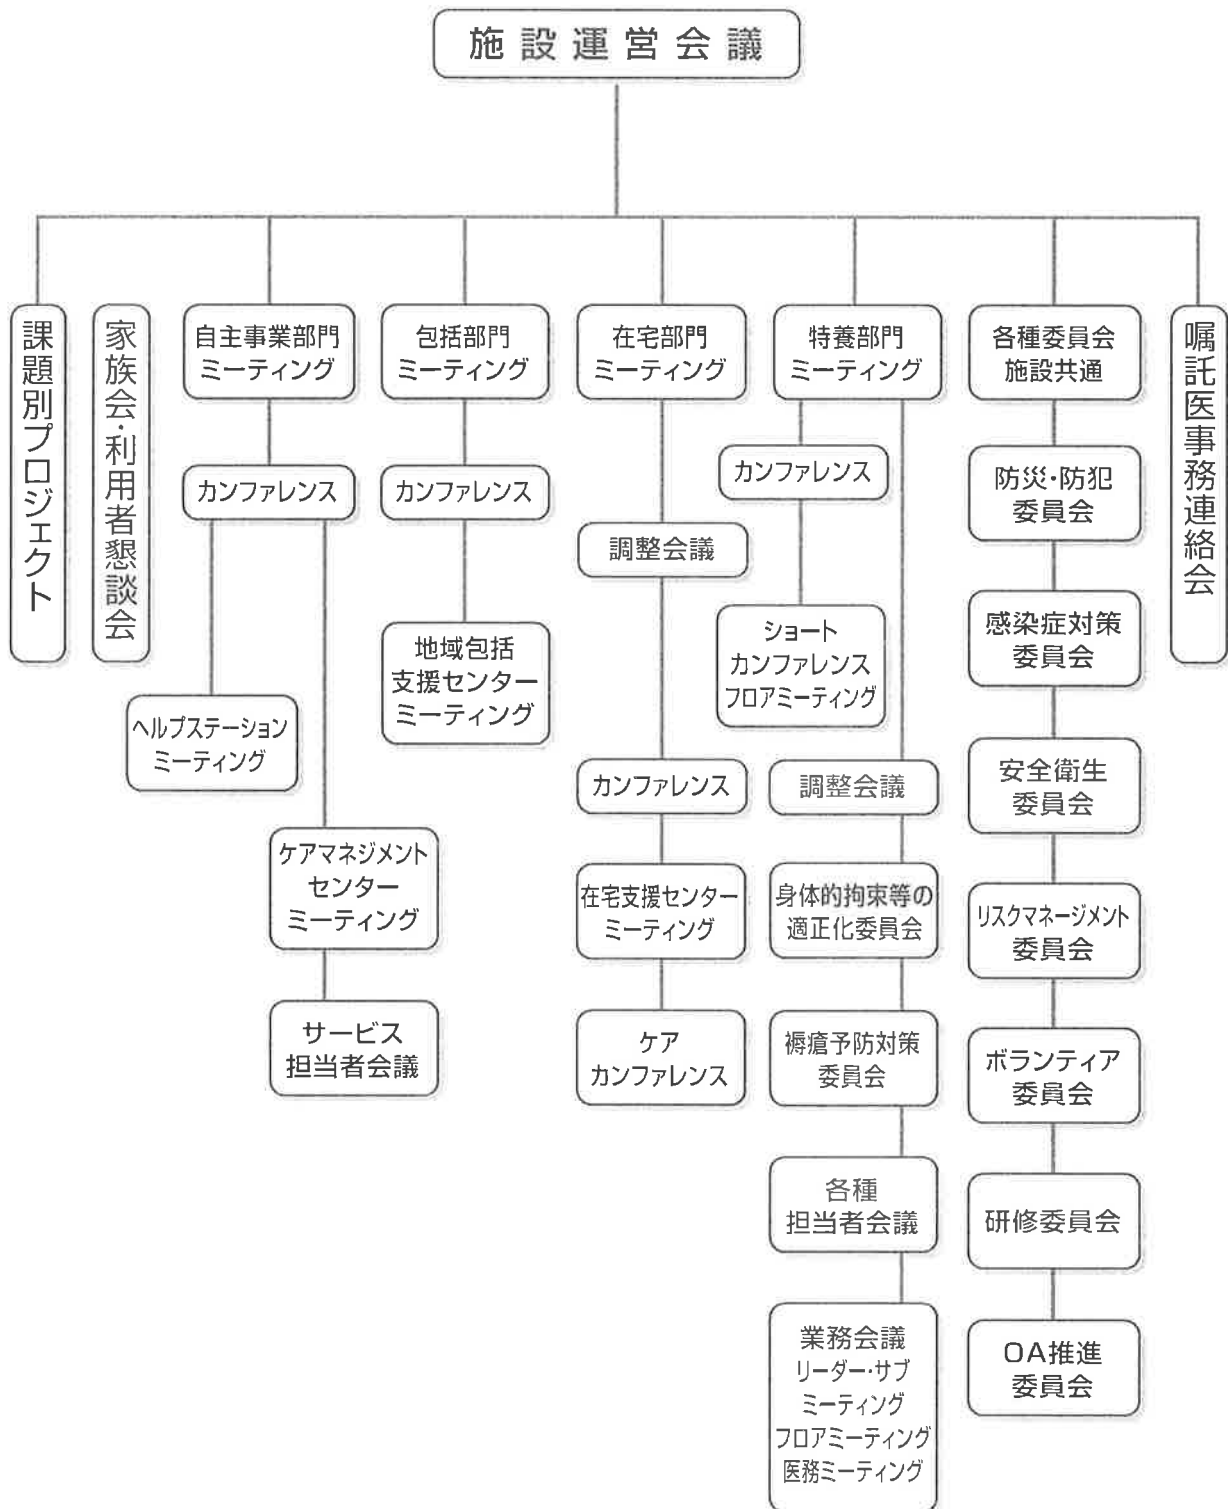 施設運営会議
課題別プロジェクト
家族会・利用者懇談会
自主事業部門
ミーティング
カンファレンス
ヘルプステーション
ミーティング
ケアマネジメント
センター
ミーティング
サービス
担当者会議
包括部門
ミーティング
カンファレンス
地域包括
支援センター
ミーティング
在宅部門
ミーティング
調整会議
カンファレンス
在宅支援センター
ミーティング
ケア
カンファレンス
特養部門
ミーティング
カンファレンス
ショート
カンファレンス
フロアミーティング
調整会議
身体的拘束等の
適正化委員会
褥瘡予防対策
委員会
各種
担当者会議
業務会議
リーダー・サブ
ミーティング
フロアミーティング
医務ミーティング
各種委員会
施設共通
防災・防犯
委員会
感染症対策
委員会
安全衛生
委員会
リスクマネージメント
委員会
ボランティア
委員会
研修委員会
OA推進
委員会
嘱託医事務連絡会